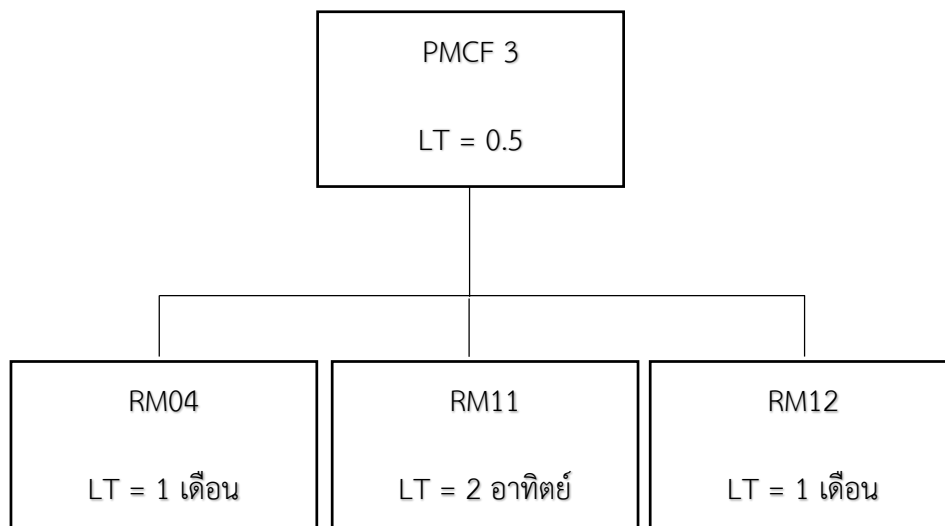 PMCF 3
LT = 0.5
RM04
LT = 1 เดือน
RM11
LT = 2 อาทิตย์
RM12
LT = 1 เดือน